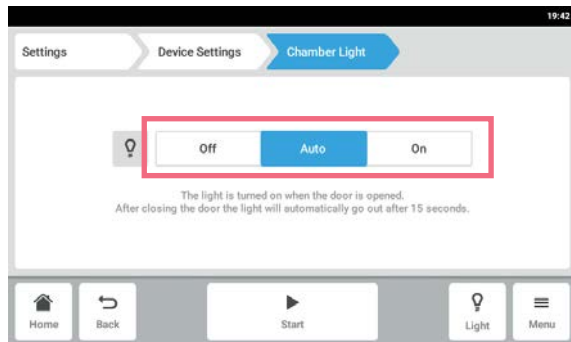 19:42
Settings Device Settings Chamber Light
Off Auto On
The light is turned on when the door is opened.
After closing the door the light will automatically go out after 15 seconds.
Home Back Start Light Menu